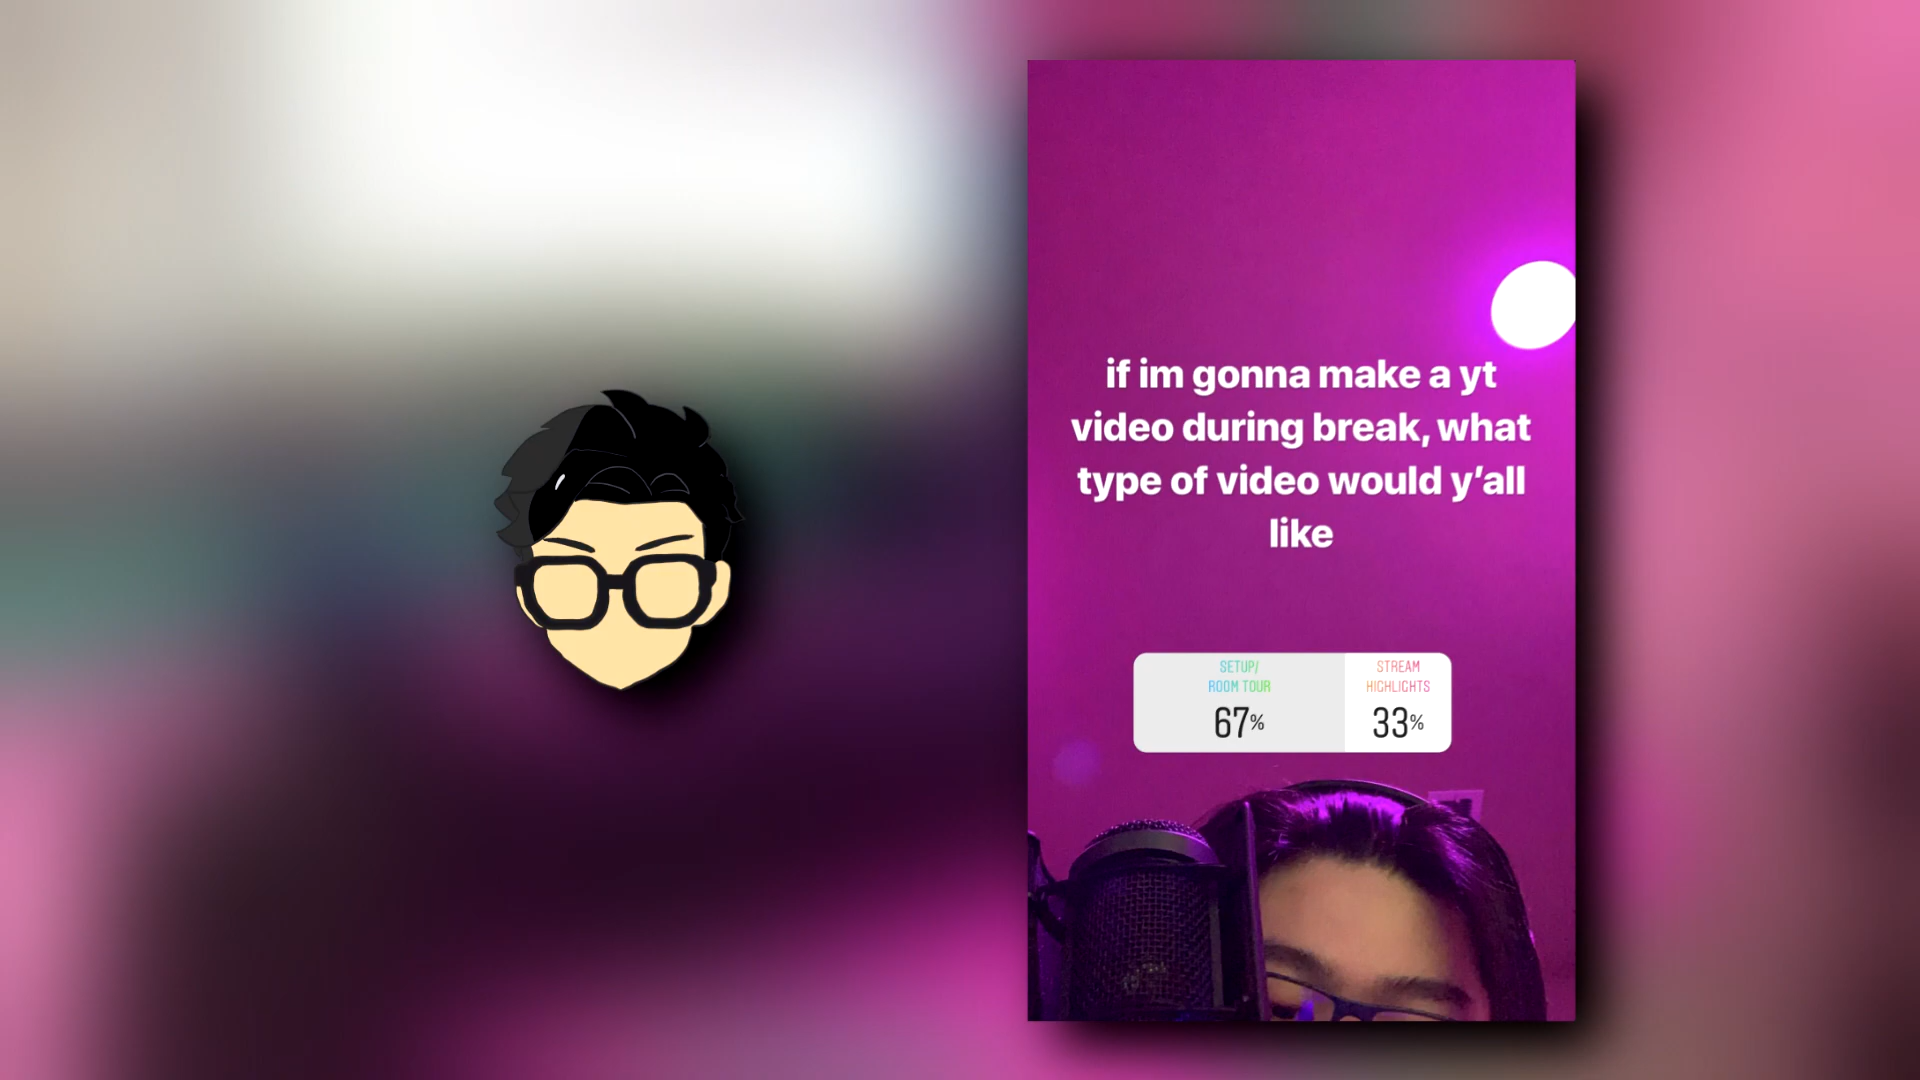 if im gonna make a yt
video during break, what
type of video would y’all
like
SETUP/
ROOM TOUR
67%
STREAM
HIGHLIGHTS
33%